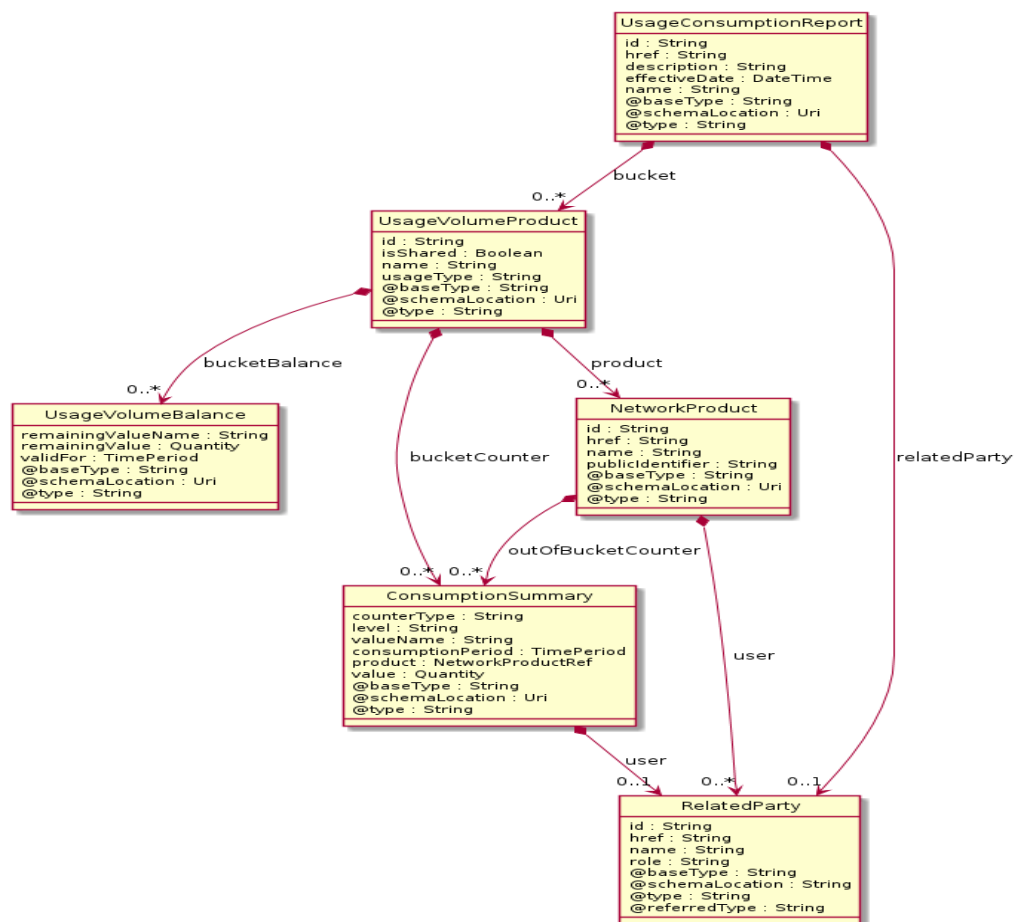 UsageConsumptionReport
id : String
href : String
description : String
effectiveDate : DateTime
name : String
@baseType : String
@schemaLocation : Uri
@type : String
bucket
0..*
UsageVolumeProduct
id : String
isShared : Boolean
name : String
usageType : String
@baseType : String
@schemaLocation : Uri
@type : String
bucketBalance
product
0..*
0..*
UsageVolumeBalance
remainingValueName : String
remainingValue : Quantity
validFor : TimePeriod
@baseType : String
@schemaLocation : Uri
@type : String
NetworkProduct
id : String
href : String
name : String
publicIdentifier : String
@baseType : String
@schemaLocation : Uri
@type : String
bucketCounter
relatedParty
outOfBucketCounter
0..*
0..*
ConsumptionSummary
counterType : String
level : String
valueName : String
consumptionPeriod : TimePeriod
product : NetworkProductRef
value : Quantity
@baseType : String
@schemaLocation : Uri
@type : String
user
user
0..1
0..*
0..1
RelatedParty
id : String
href : String
name : String
role : String
@baseType : String
@schemaLocation : String
@type : String
@referredType : String